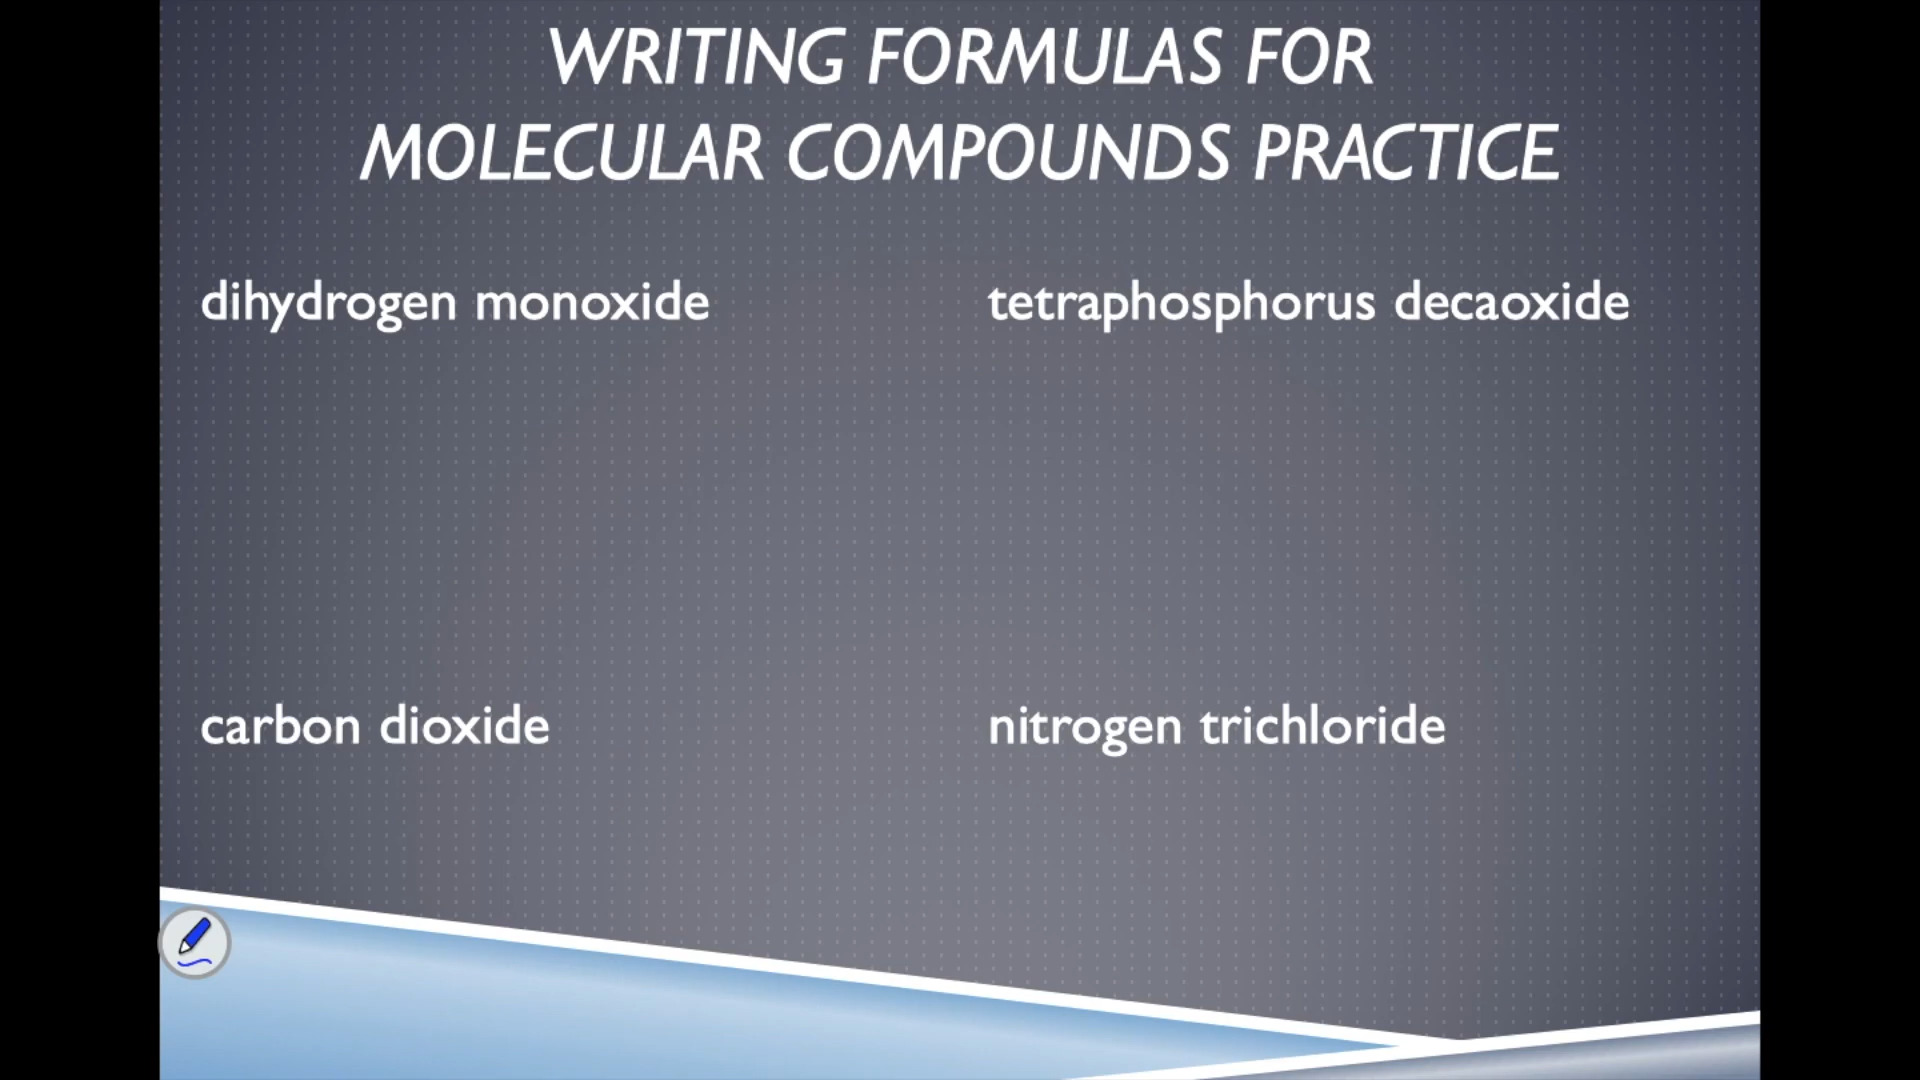 WRITING FORMULAS FOR
MOLECULAR COMPOUNDS PRACTICE
dihydrogen monoxide
tetraphosphorus decaoxide
carbon dioxide
nitrogen trichloride